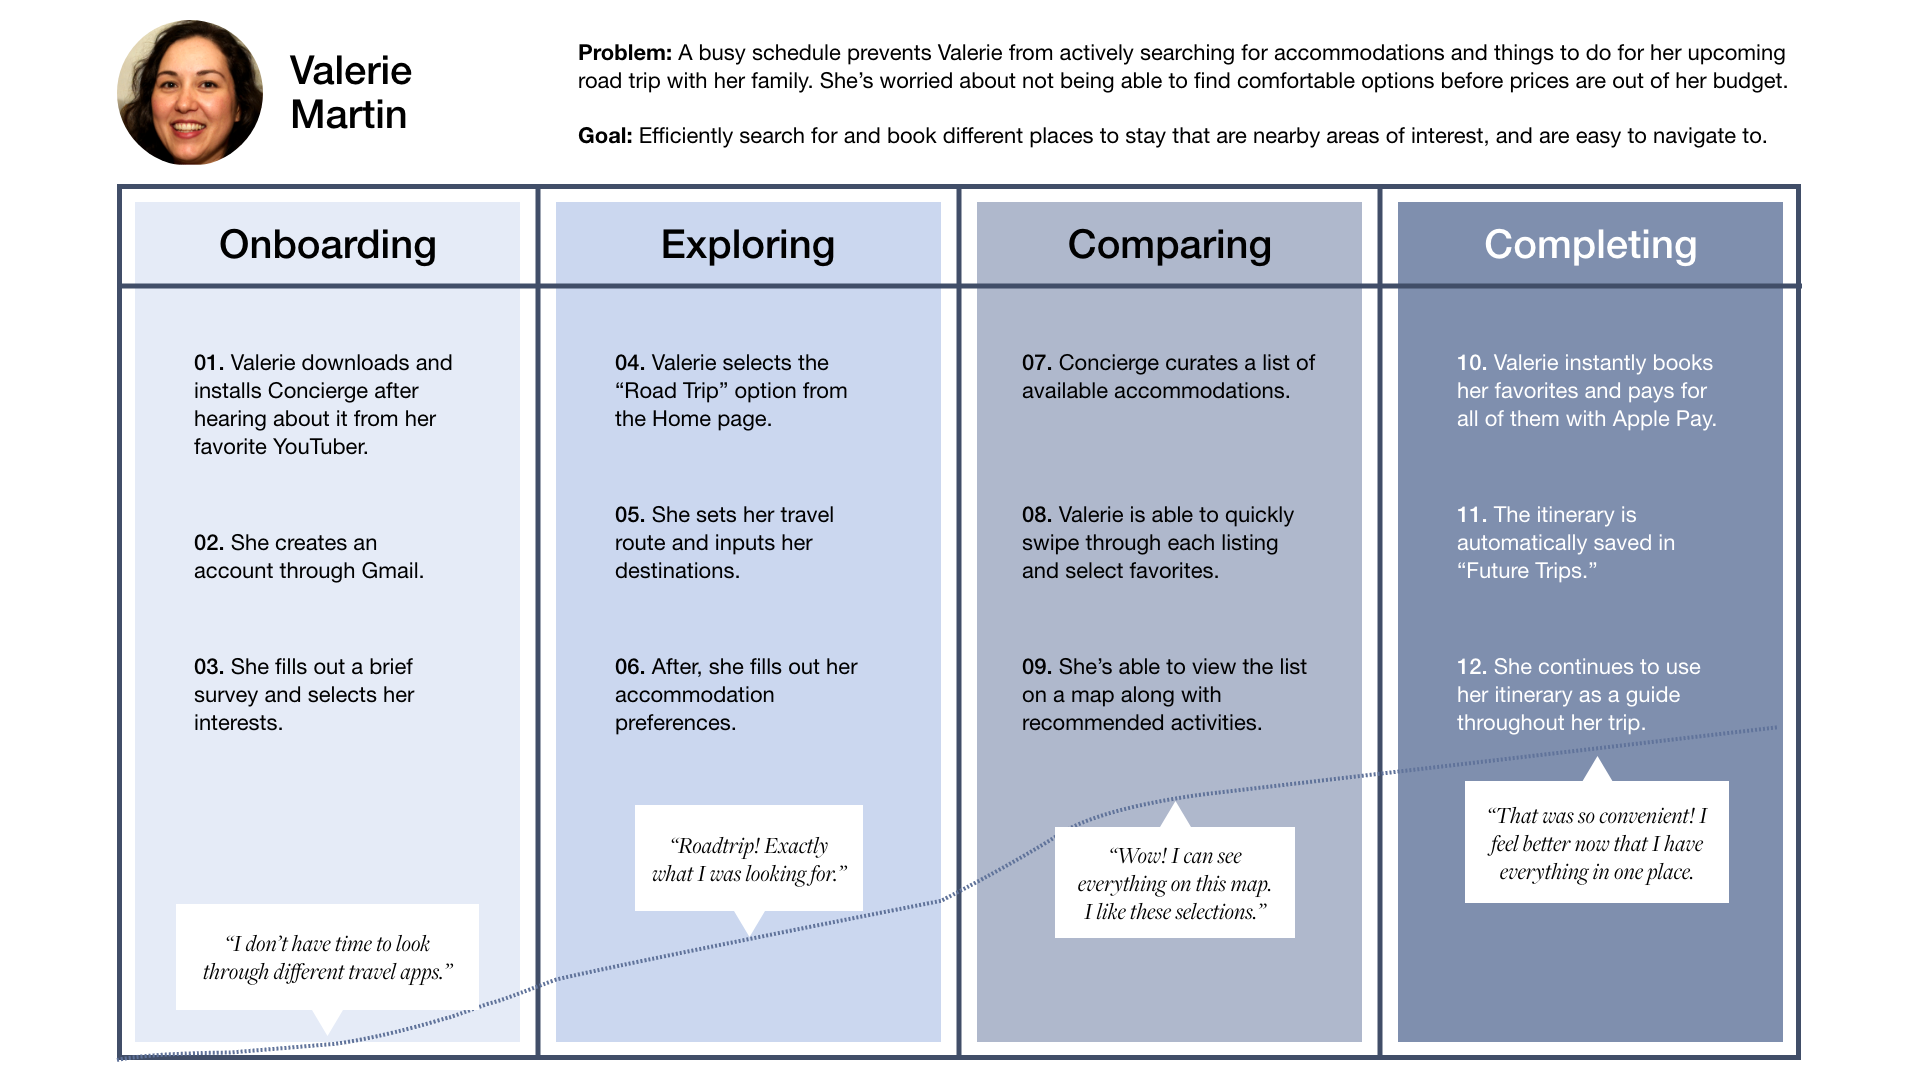 Valerie
Martin
Problem: A busy schedule prevents Valerie from actively searching for accommodations and things to do for her upcoming
road trip with her family. She’s worried about not being able to find comfortable options before prices are out of her budget.
Goal: Efficiently search for and book different places to stay that are nearby areas of interest, and are easy to navigate to.
Onboarding
01. Valerie downloads and
installs Concierge after
hearing about it from her
favorite YouTuber.
02. She creates an
account through Gmail.
03. She fills out a brief
survey and selects her
interests.
“I don’t have time to look
through different travel apps.”
Exploring
04. Valerie selects the
“Road Trip” option from
the Home page.
05. She sets her travel
route and inputs her
destinations.
06. After, she fills out her
accommodation
preferences.
“Roadtrip! Exactly
what I was looking for.”
Comparing
07. Concierge curates a list of
available accommodations.
08. Valerie is able to quickly
swipe through each listing
and select favorites.
09. She’s able to view the list
on a map along with
recommended activities.
“Wow! I can see
everything on this map.
I like these selections.”
Completing
10. Valerie instantly books
her favorites and pays for
all of them with Apple Pay.
11. The itinerary is
automatically saved in
“Future Trips.”
12. She continues to use
her itinerary as a guide
throughout her trip.
“That was so convenient! I
feel better now that I have
everything in one place.